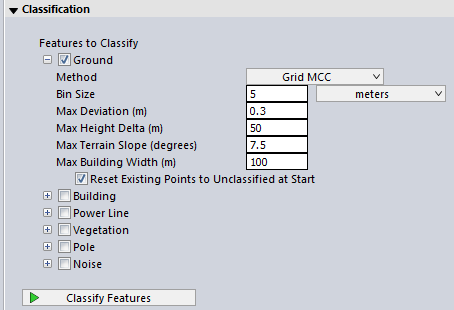 Classification
Features to Classify
Ground
Method Grid MCC
Bin Size 5 meters
Max Deviation (m) 0.3
Max Height Delta (m) 50
Max Terrain Slope (degrees) 7.5
Max Building Width (m) 100
Reset Existing Points to Unclassified at Start
Building
Power Line
Vegetation
Pole
Noise
Classify Features